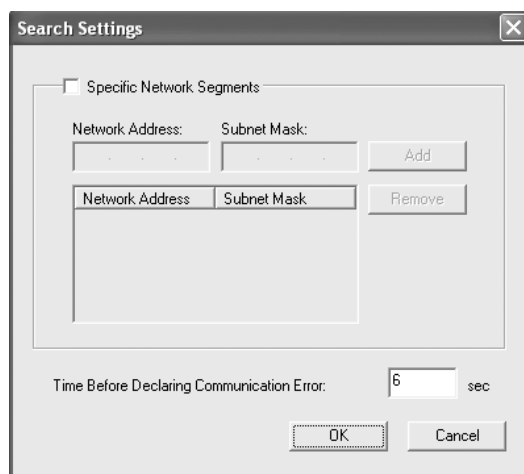 Search Settings
Specific Network Segments
Network Address: Subnet Mask:
Add
Network Address Subnet Mask
Remove
Time Before Declaring Communication Error: 6 sec
OK Cancel